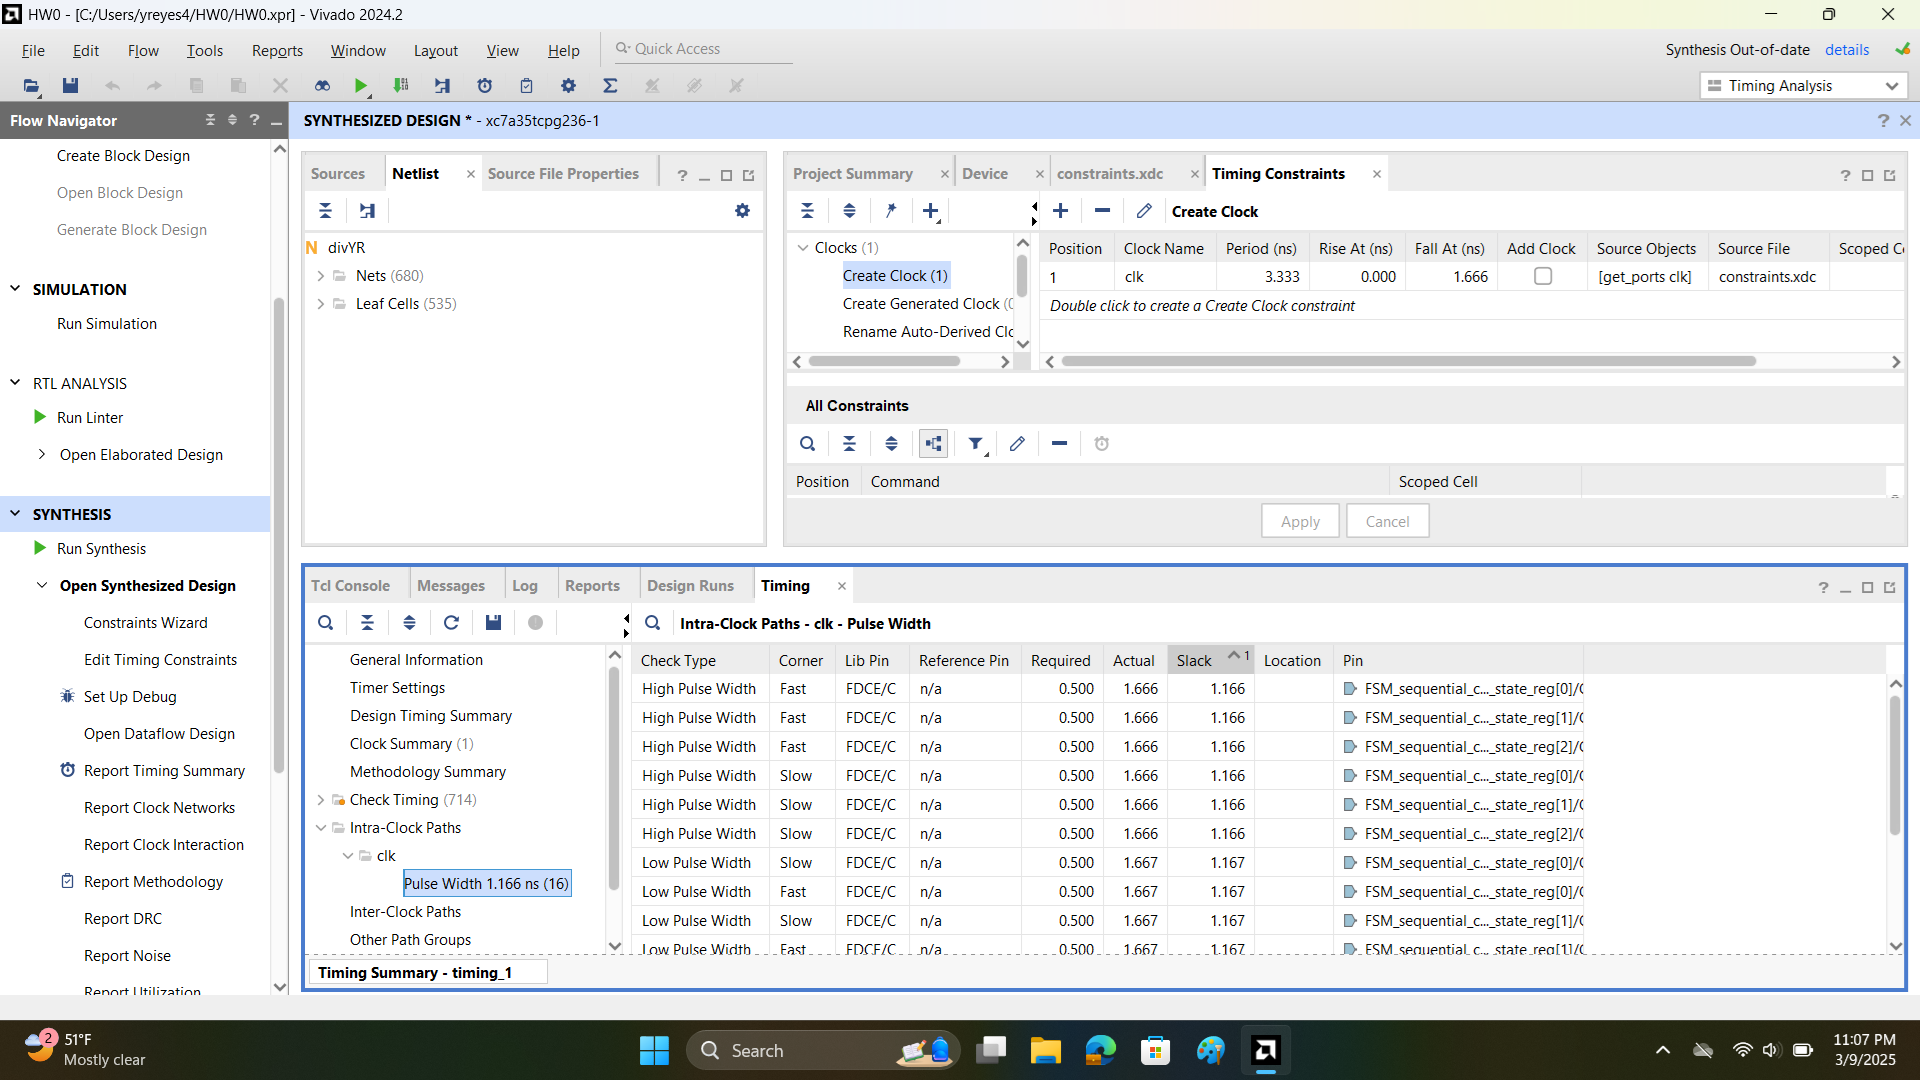 HW0 - [C:/Users/yreyes4/HW0/HW0.xpr] - Vivado 2024.2
File Edit Flow Tools Reports Window Layout View Help Quick Access Synthesis Out-of-date details
Timing Analysis
Flow Navigator
SYNTHESIZED DESIGN * - xc7a35tcpg236-1
Create Block Design
Open Block Design
Generate Block Design
SIMULATION
Run Simulation
RTL ANALYSIS
Run Linter
Open Elaborated Design
SYNTHESIS
Run Synthesis
Open Synthesized Design
Constraints Wizard
Edit Timing Constraints
Set Up Debug
Open Dataflow Design
Report Timing Summary
Report Clock Networks
Report Clock Interaction
Report Methodology
Report DRC
Report Noise
Report Utilization
Sources Netlist Source File Properties
N divYR
Nets (680)
Leaf Cells (535)
Project Summary Device constraints.xdc Timing Constraints
Clocks (1)
Create Clock (1)
Create Generated Clock (0
Rename Auto-Derived Clo
Create Clock
Position Clock Name Period (ns) Rise At (ns) Fall At (ns) Add Clock Source Objects Source File Scoped Ce
1 clk 3.333 0.000 1.666 [get_ports clk] constraints.xdc
Double click to create a Create Clock constraint
All Constraints
Position Command Scoped Cell
Apply Cancel
Tcl Console Messages Log Reports Design Runs Timing
General Information
Timer Settings
Design Timing Summary
Clock Summary (1)
Methodology Summary
Check Timing (714)
Intra-Clock Paths
clk
Pulse Width 1.166 ns (16)
Inter-Clock Paths
Other Path Groups
Intra-Clock Paths - clk - Pulse Width
Check Type Corner Lib Pin Reference Pin Required Actual Slack 1 Location Pin
High Pulse Width Fast FDCE/C n/a 0.500 1.666 1.166 FSM_sequential_c..._state_reg[0]/C
High Pulse Width Fast FDCE/C n/a 0.500 1.666 1.166 FSM_sequential_c..._state_reg[1]/C
High Pulse Width Fast FDCE/C n/a 0.500 1.666 1.166 FSM_sequential_c..._state_reg[2]/C
High Pulse Width Slow FDCE/C n/a 0.500 1.666 1.166 FSM_sequential_c..._state_reg[0]/C
High Pulse Width Slow FDCE/C n/a 0.500 1.666 1.166 FSM_sequential_c..._state_reg[1]/C
High Pulse Width Slow FDCE/C n/a 0.500 1.666 1.166 FSM_sequential_c..._state_reg[2]/C
Low Pulse Width Slow FDCE/C n/a 0.500 1.667 1.167 FSM_sequential_c..._state_reg[0]/C
Low Pulse Width Fast FDCE/C n/a 0.500 1.667 1.167 FSM_sequential_c..._state_reg[0]/C
Low Pulse Width Slow FDCE/C n/a 0.500 1.667 1.167 FSM_sequential_c..._state_reg[1]/C
Low Pulse Width Fast FDCE/C n/a 0.500 1.667 1.167 FSM_sequential_c..._state_reg[1]/C
Timing Summary - timing_1
2
51°F
Mostly clear
Search
11:07 PM
3/9/2025